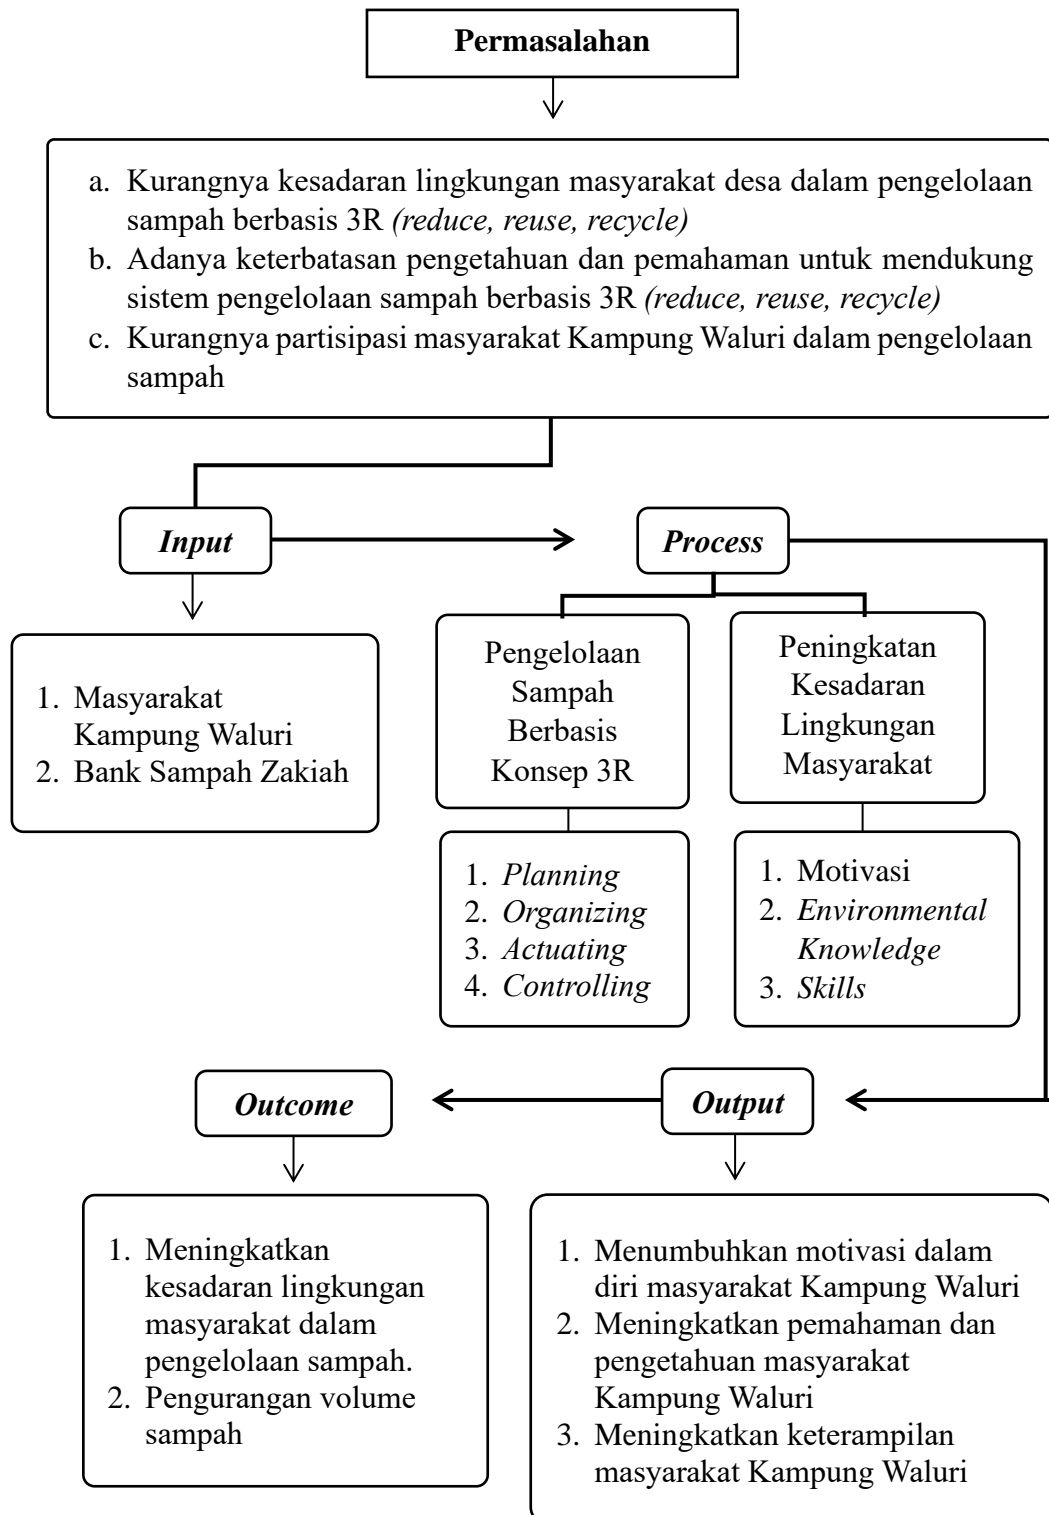 Permasalahan
a. Kurangnya kesadaran lingkungan masyarakat desa dalam pengelolaan
sampah berbasis 3R (reduce, reuse, recycle)
b. Adanya keterbatasan pengetahuan dan pemahaman untuk mendukung
sistem pengelolaan sampah berbasis 3R (reduce, reuse, recycle)
c. Kurangnya partisipasi masyarakat Kampung Waluri dalam pengelolaan
sampah
Input
Process
1. Masyarakat
Kampung Waluri
2. Bank Sampah Zakiah
Pengelolaan
Sampah
Berbasis
Konsep 3R
Peningkatan
Kesadaran
Lingkungan
Masyarakat
1. Planning
2. Organizing
3. Actuating
4. Controlling
1. Motivasi
2. Environmental
Knowledge
3. Skills
Outcome
Output
1. Meningkatkan
kesadaran lingkungan
masyarakat dalam
pengelolaan sampah.
2. Pengurangan volume
sampah
1. Menumbuhkan motivasi dalam
diri masyarakat Kampung Waluri
2. Meningkatkan pemahaman dan
pengetahuan masyarakat
Kampung Waluri
3. Meningkatkan keterampilan
masyarakat Kampung Waluri